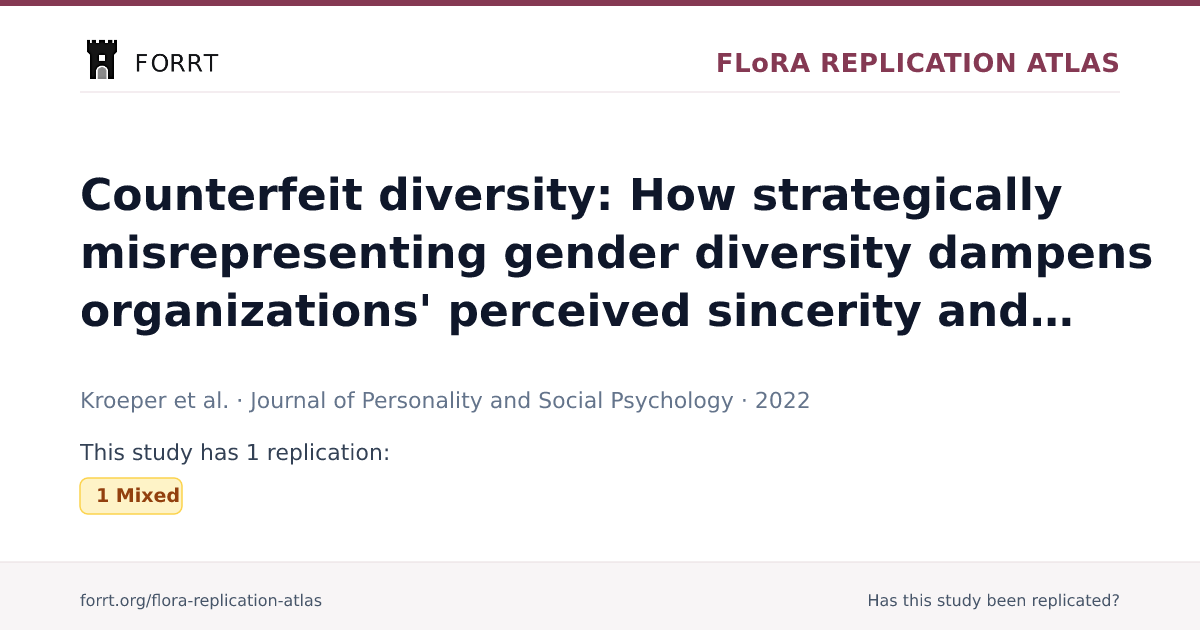 FORRT
FLoRA REPLICATION ATLAS
Counterfeit diversity: How strategically
misrepresenting gender diversity dampens
organizations' perceived sincerity and…
Kroeper et al. · Journal of Personality and Social Psychology · 2022
This study has 1 replication:
1 Mixed
forrt.org/flora-replication-atlas
Has this study been replicated?